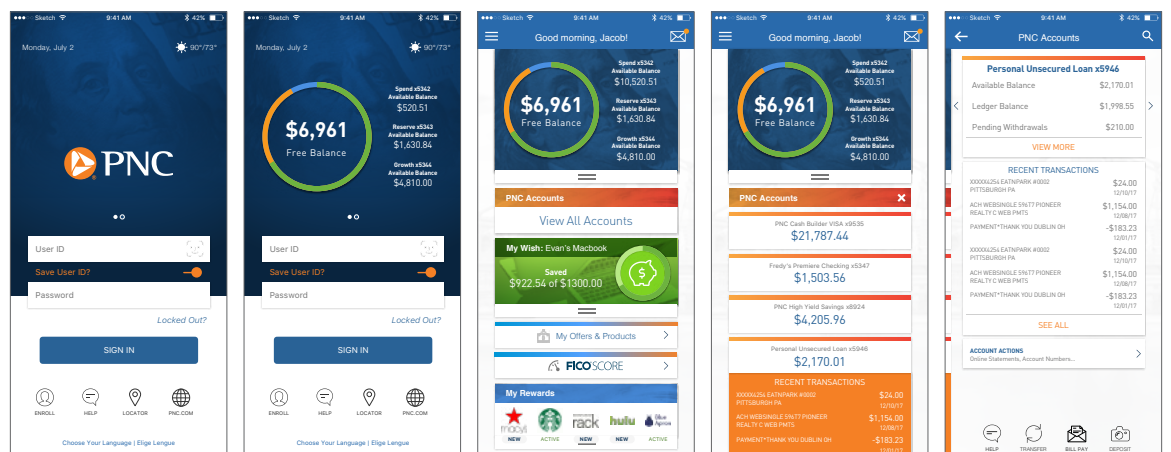 Sketch 9:41 AM 42%
Monday, July 2 90°/73°
PNC
User ID
Save User ID?
Password
Locked Out?
SIGN IN
ENROLL HELP LOCATOR PNC.COM
Choose Your Language | Elige Lengue
Sketch 9:41 AM 42%
Monday, July 2 90°/73°
Spend x5342
Available Balance
$520.51
$6,961
Free Balance
Reserve x5343
Available Balance
$1,630.84
Growth x5344
Available Balance
$4,810.00
User ID
Save User ID?
Password
Locked Out?
SIGN IN
ENROLL HELP LOCATOR PNC.COM
Choose Your Language | Elige Lengue
Sketch 9:41 AM 42%
Good morning, Jacob!
Spend x5342
Available Balance
$10,520.51
$6,961
Free Balance
Reserve x5343
Available Balance
$1,630.84
Growth x5344
Available Balance
$4,810.00
PNC Accounts
View All Accounts
My Wish: Evan's Macbook
Saved
$922.54 of $1300.00
My Offers & Products
FICO SCORE
My Rewards
macys rack hulu Blue Apron
NEW ACTIVE NEW NEW ACTIVE
Sketch 9:41 AM 42%
Good morning, Jacob!
Spend x5342
Available Balance
$520.51
$6,961
Free Balance
Reserve x5343
Available Balance
$1,630.84
Growth x5344
Available Balance
$4,810.00
PNC Accounts
PNC Cash Builder VISA x9535
$21,787.44
Fredy's Premiere Checking x5347
$1,503.56
PNC High Yield Savings x8924
$4,205.96
Personal Unsecured Loan x5946
$2,170.01
RECENT TRANSACTIONS
XXXXX4256 EATNPARK #0002 $24.00
PITTSBURGH PA 12/10/17
ACH WEBSINGLE 59677 PIONEER $1,154.00
REALTY C WEB PMTS 12/08/17
PAYMENT*THANK YOU DUBLIN OH -$183.23
12/01/17
Sketch 9:41 AM 42%
PNC Accounts
Personal Unsecured Loan x5946
Available Balance $2,170.01
Ledger Balance $1,998.55
Pending Withdrawals $210.00
VIEW MORE
RECENT TRANSACTIONS
XXXXX4256 EATNPARK #0002 $24.00
PITTSBURGH PA 12/10/17
ACH WEBSINGLE 59677 PIONEER $1,154.00
REALTY C WEB PMTS 12/08/17
PAYMENT*THANK YOU DUBLIN OH -$183.23
12/01/17
XXXXX4256 EATNPARK #0002 $24.00
PITTSBURGH PA 12/10/17
ACH WEBSINGLE 59677 PIONEER $1,154.00
REALTY C WEB PMTS 12/08/17
PAYMENT*THANK YOU DUBLIN OH -$183.23
12/01/17
SEE ALL
ACCOUNT ACTIONS
Online Statements, Account Numbers...
HELP TRANSFER BILL PAY DEPOSIT